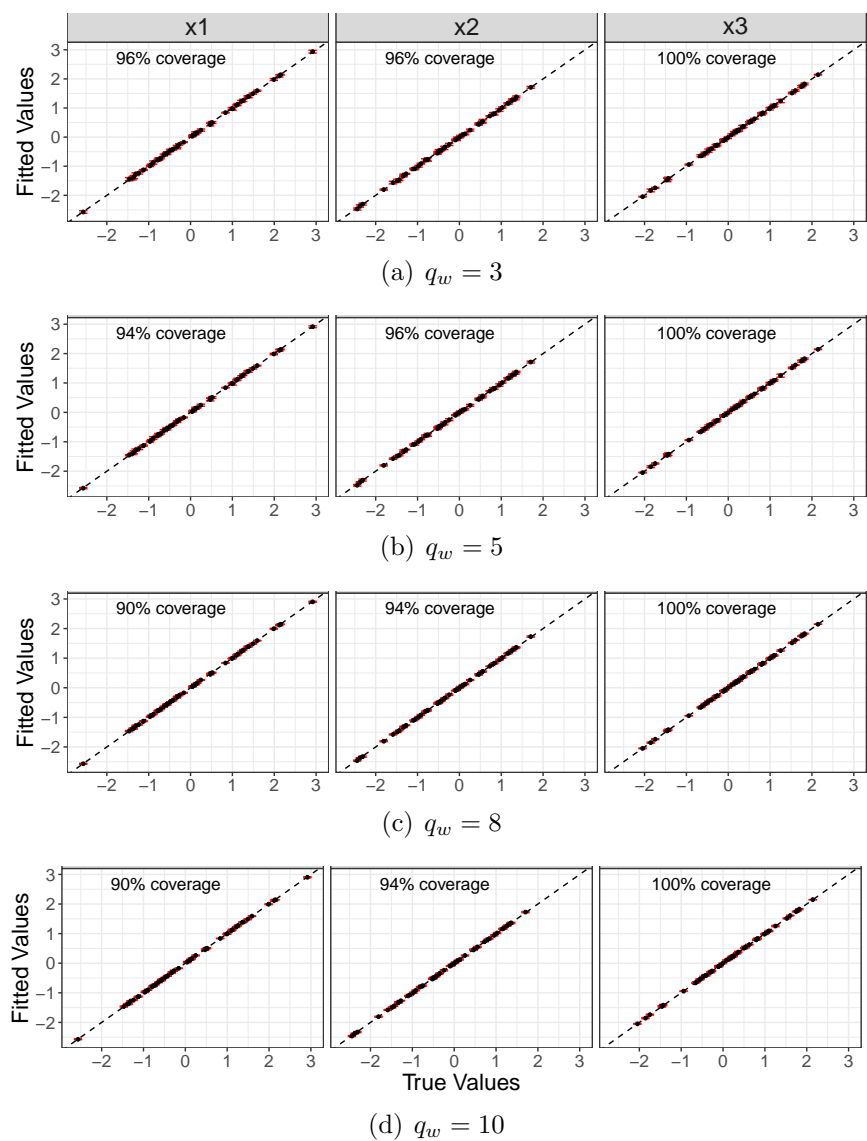 x1 x2 x3
96% coverage 96% coverage 100% coverage
3
2
1
0
−1
−2
Fitted Values
−2 −1 0 1 2 3 −2 −1 0 1 2 3 −2 −1 0 1 2 3
(a) q_w = 3
94% coverage 96% coverage 100% coverage
3
2
1
0
−1
−2
Fitted Values
−2 −1 0 1 2 3 −2 −1 0 1 2 3 −2 −1 0 1 2 3
(b) q_w = 5
90% coverage 94% coverage 100% coverage
3
2
1
0
−1
−2
Fitted Values
−2 −1 0 1 2 3 −2 −1 0 1 2 3 −2 −1 0 1 2 3
(c) q_w = 8
90% coverage 94% coverage 100% coverage
3
2
1
0
−1
−2
Fitted Values
−2 −1 0 1 2 3 −2 −1 0 1 2 3 −2 −1 0 1 2 3
True Values
(d) q_w = 10